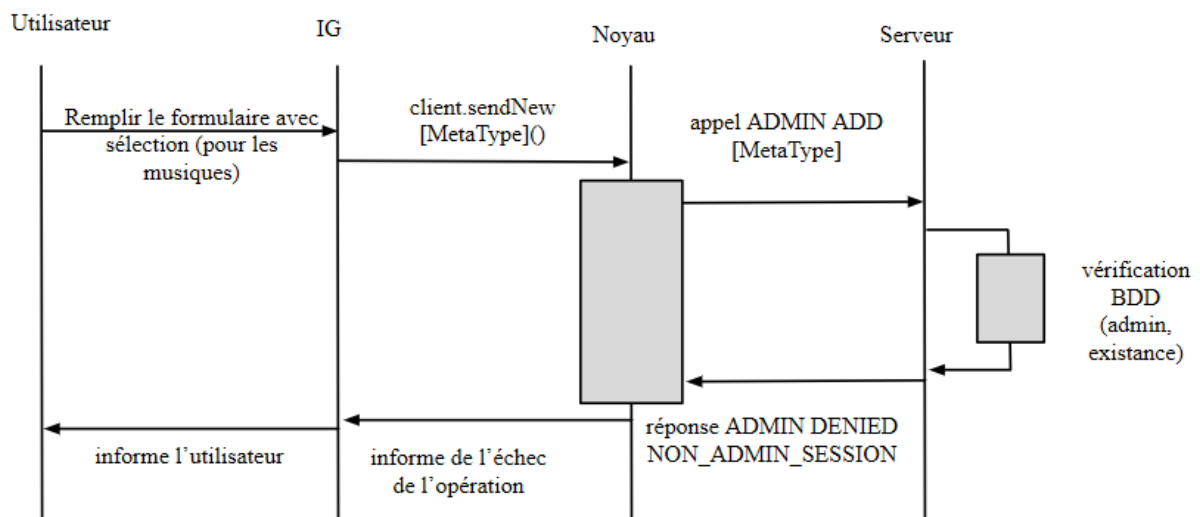 Utilisateur
IG
Noyau
Serveur
Remplir le formulaire avec
sélection (pour les
musiques)
client.sendNew
[MetaType]()
appel ADMIN ADD
[MetaType]
vérification
BDD
(admin,
existance)
réponse ADMIN DENIED
NON_ADMIN_SESSION
informe de l’échec
de l’opération
informe l’utilisateur